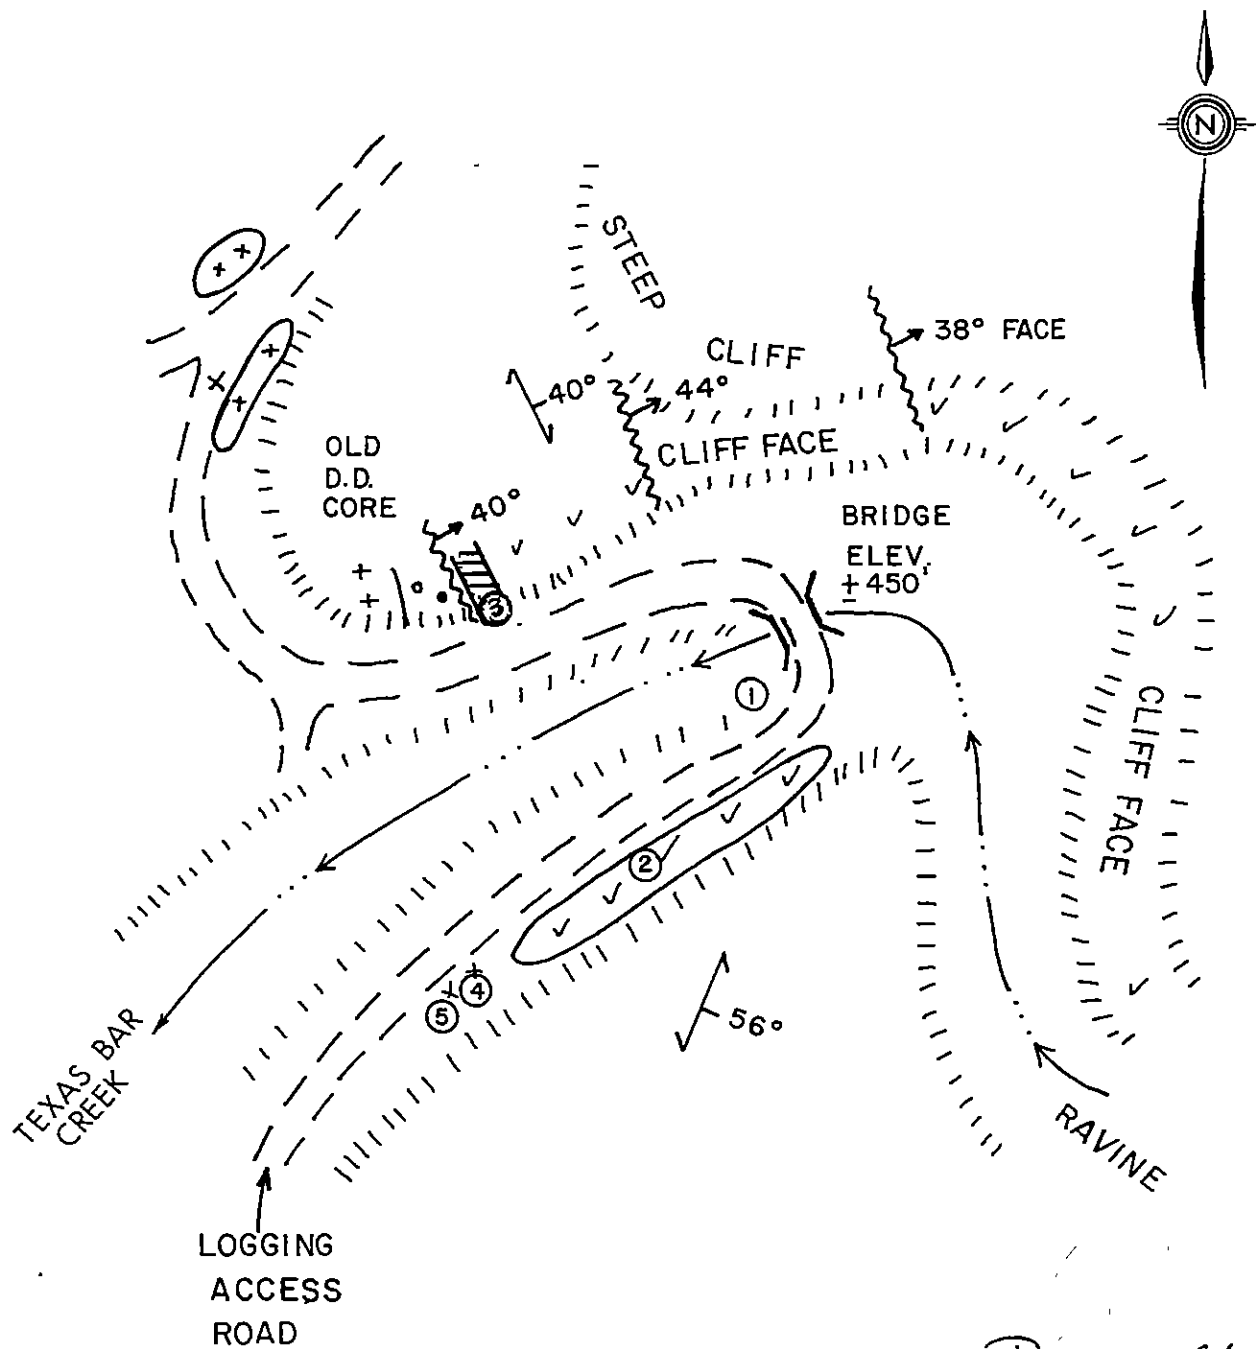 N
STEEP
38° FACE
CLIFF
40°
44°
CLIFF FACE
OLD
D.D.
CORE
40°
BRIDGE
ELEV.
±450'
3
1
CLIFF FACE
2
4
5
56°
TEXAS BAR
CREEK
RAVINE
LOGGING
ACCESS
ROAD